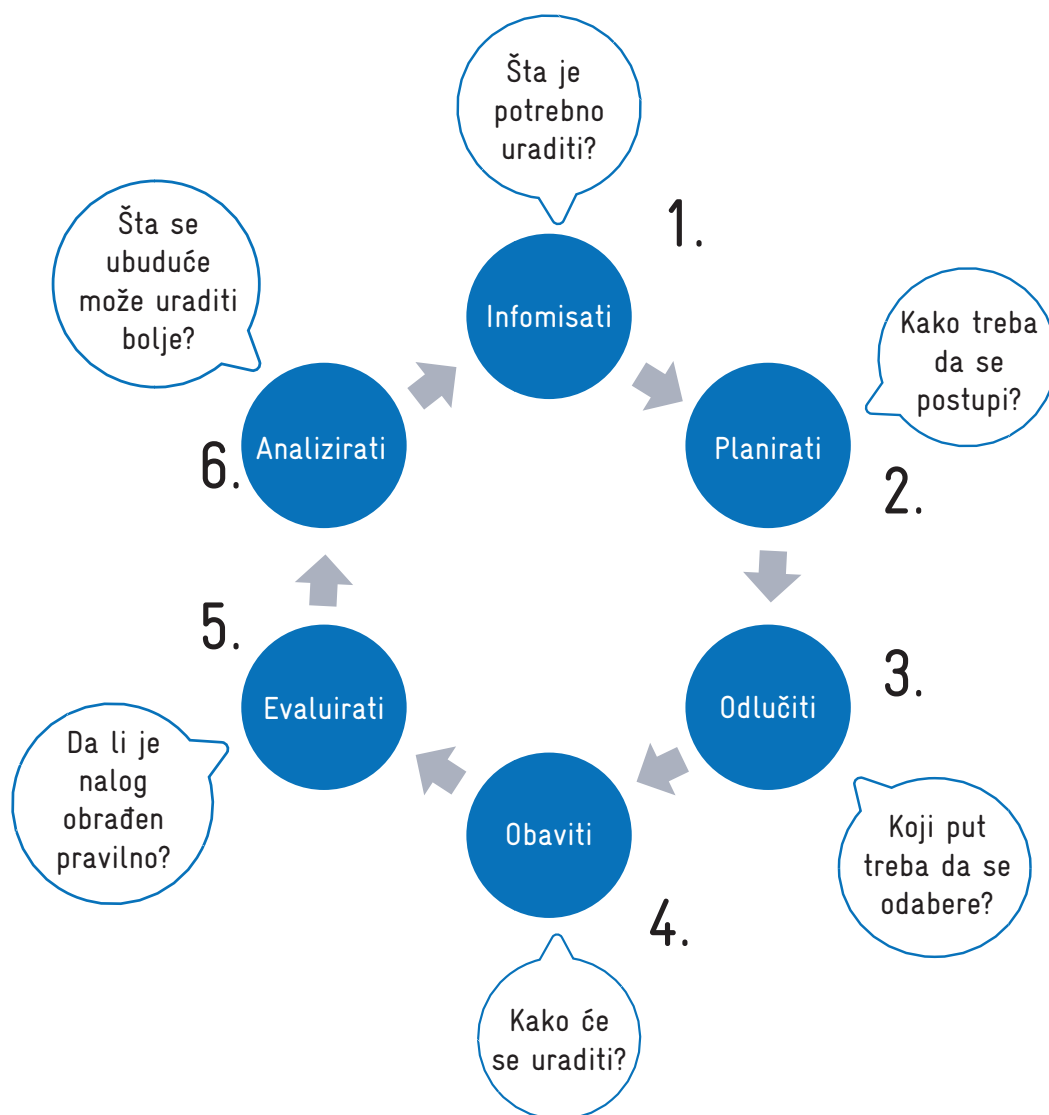 Šta je
potrebno
uraditi?
1.
Infomisati
Kako treba
da se
postupi?
Planirati
2.
3.
Odlučiti
Koji put
treba da se
odabere?
Obaviti
4.
Kako će
se uraditi?
5.
Evaluirati
Da li je
nalog
obrađen
pravilno?
Šta se
ubuduće
može uraditi
bolje?
6.
Analizirati